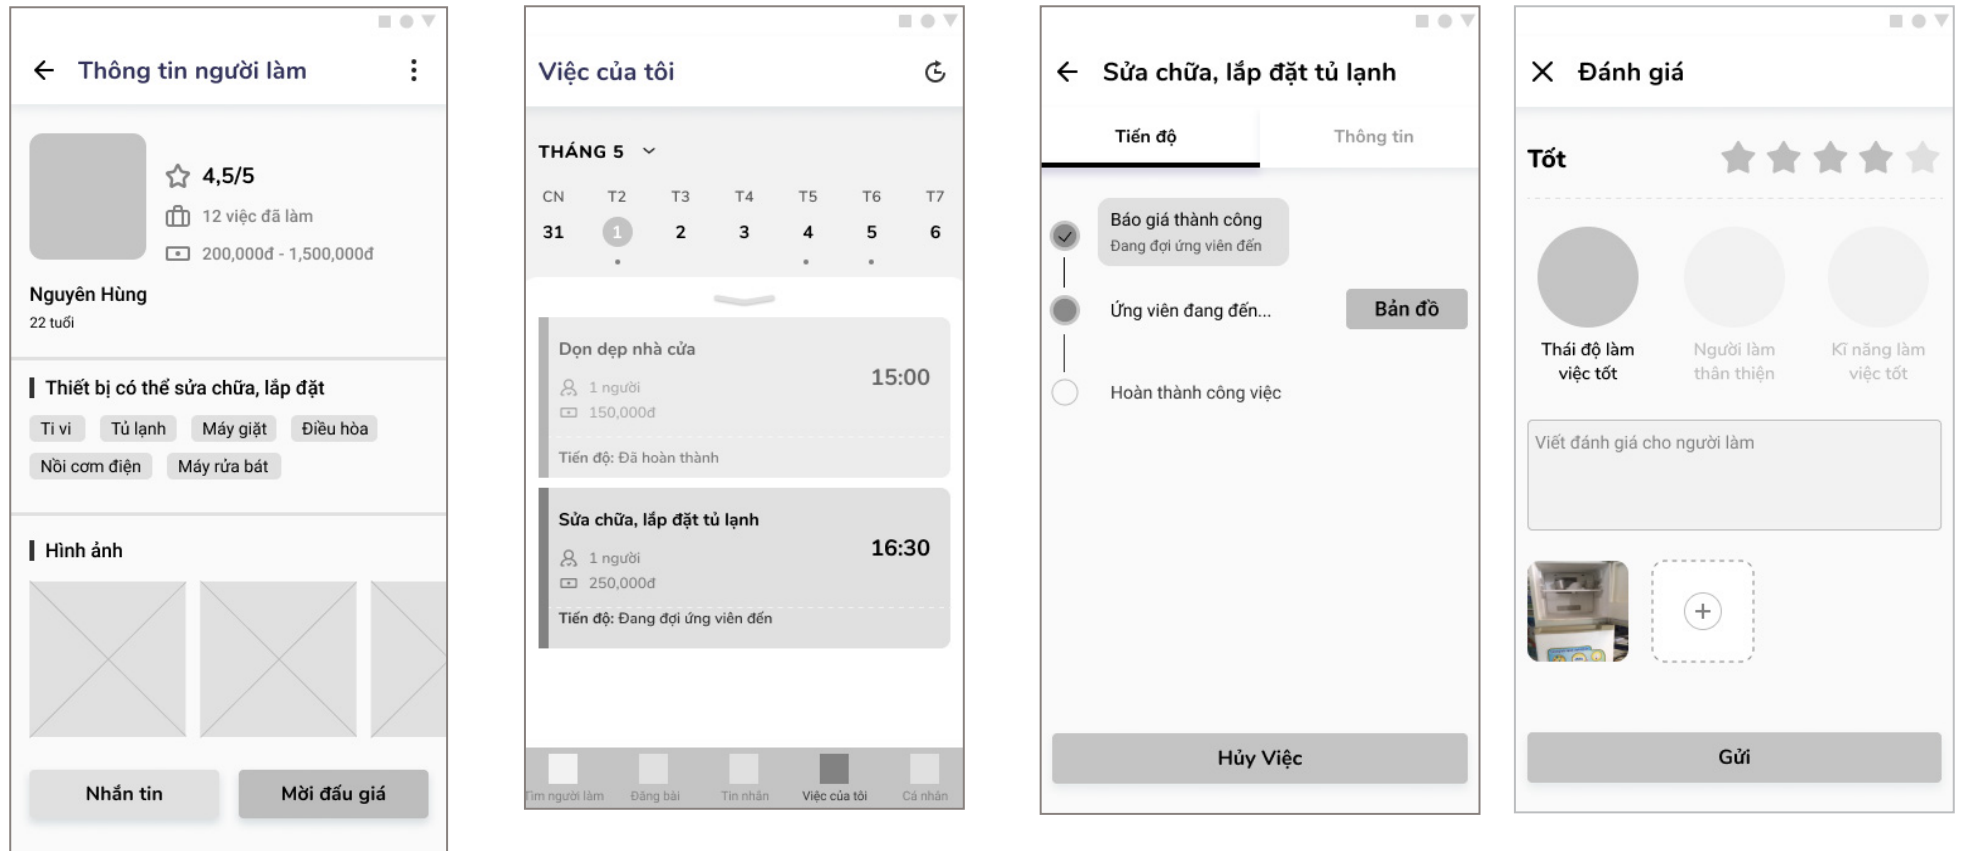 Thông tin người làm
4,5/5
12 việc đã làm
200,000đ - 1,500,000đ
Nguyên Hùng
22 tuổi
Thiết bị có thể sửa chữa, lắp đặt
Ti vi Tủ lạnh Máy giặt Điều hòa
Nồi cơm điện Máy rửa bát
Hình ảnh
Nhắn tin Mời đấu giá
Việc của tôi
THÁNG 5
CN T2 T3 T4 T5 T6 T7
31 1 2 3 4 5 6
Dọn dẹp nhà cửa
15:00
1 người
150,000đ
Tiến độ: Đã hoàn thành
Sửa chữa, lắp đặt tủ lạnh
16:30
1 người
250,000đ
Tiến độ: Đang đợi ứng viên đến
Tìm người làm Đăng bài Tin nhắn Việc của tôi Cá nhân
Sửa chữa, lắp đặt tủ lạnh
Tiến độ Thông tin
Báo giá thành công
Đang đợi ứng viên đến
Ứng viên đang đến... Bản đồ
Hoàn thành công việc
Hủy Việc
Đánh giá
Tốt
Thái độ làm việc tốt
Người làm thân thiện
Kĩ năng làm việc tốt
Viết đánh giá cho người làm
Gửi